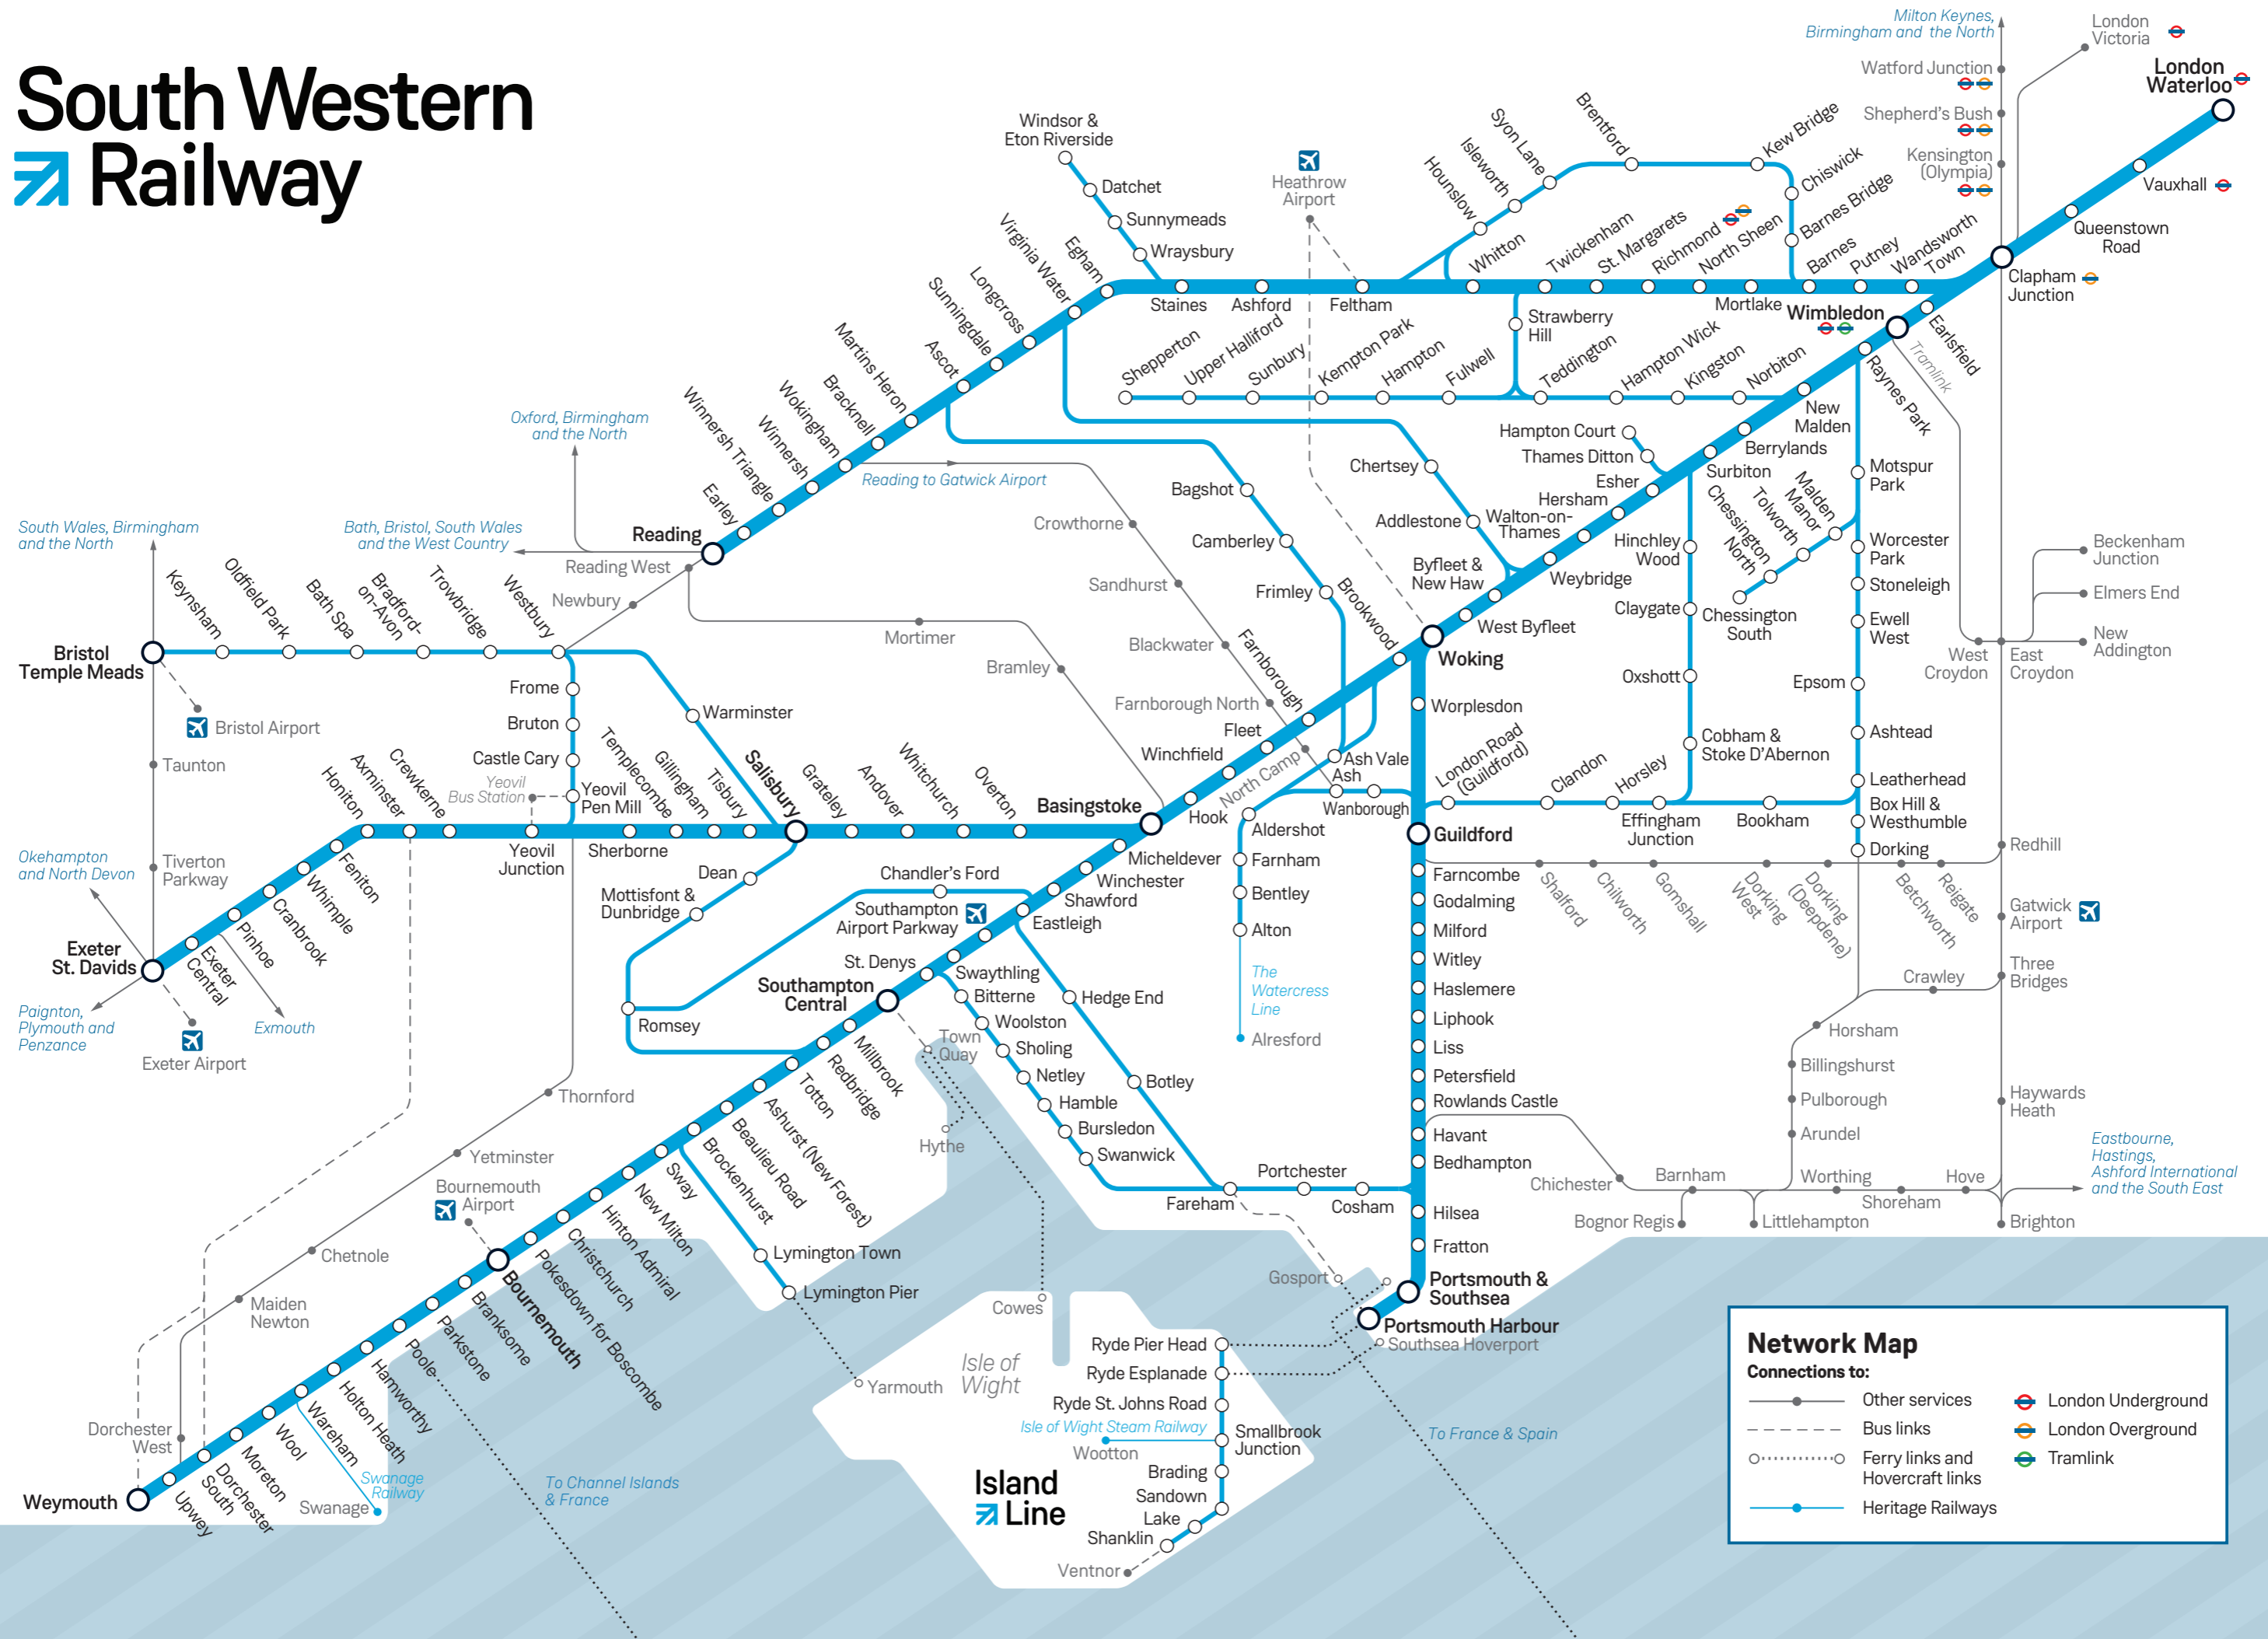 South Western
Railway
Milton Keynes,
Birmingham and the North
London
Victoria
Watford Junction
London
Waterloo
Shepherd's Bush
Kensington
(Olympia)
Vauxhall
Queenstown
Road
Clapham
Junction
Windsor &
Eton Riverside
Datchet
Sunnymeads
Wraysbury
Heathrow
Airport
Hounslow
Isleworth
Syon Lane
Brentford
Kew Bridge
Chiswick
Barnes Bridge
Egham
Virginia Water
Longcross
Sunningdale
Ascot
Martins Heron
Bracknell
Wokingham
Winnersh
Winnersh Triangle
Earley
Reading
Staines
Ashford
Feltham
Whitton
Twickenham
St. Margarets
Richmond
North Sheen
Mortlake
Barnes
Putney
Wandsworth
Town
Wimbledon
Earlsfield
Tramlink
Raynes Park
Strawberry
Hill
Shepperton
Upper Halliford
Sunbury
Kempton Park
Hampton
Fulwell
Teddington
Hampton Wick
Kingston
Norbiton
New
Malden
Berrylands
Surbiton
Hampton Court
Thames Ditton
Esher
Hersham
Walton-on-
Thames
Weybridge
Byfleet &
New Haw
West Byfleet
Woking
Chertsey
Addlestone
Bagshot
Camberley
Frimley
Brookwood
Farnborough
Fleet
Winchfield
Hook
Basingstoke
Motspur
Park
Malden
Manor
Tolworth
Chessington
North
Chessington
South
Worcester
Park
Stoneleigh
Ewell
West
Epsom
Ashtead
Leatherhead
Box Hill &
Westhumble
Dorking
Hinchley
Wood
Claygate
Oxshott
Cobham &
Stoke D'Abernon
London Road
(Guildford)
Clandon
Horsley
Effingham
Junction
Bookham
Beckenham
Junction
Elmers End
New
Addington
West
Croydon
East
Croydon
Oxford, Birmingham
and the North
Bath, Bristol, South Wales
and the West Country
Reading to Gatwick Airport
Reading West
Newbury
Mortimer
Bramley
Crowthorne
Sandhurst
Blackwater
Farnborough North
North Camp
South Wales, Birmingham
and the North
Bristol
Temple Meads
Keynsham
Oldfield Park
Bath Spa
Bradford-
on-Avon
Trowbridge
Westbury
Bristol Airport
Taunton
Tiverton
Parkway
Frome
Bruton
Castle Cary
Yeovil
Bus Station
Yeovil
Pen Mill
Warminster
Honiton
Axminster
Crewkerne
Yeovil
Junction
Sherborne
Templecombe
Gillingham
Tisbury
Salisbury
Grateley
Andover
Whitchurch
Overton
Okehampton
and North Devon
Exeter
St. Davids
Exeter
Central
Pinhoe
Cranbrook
Whimple
Feniton
Paignton,
Plymouth and
Penzance
Exmouth
Exeter Airport
Dean
Mottisfont &
Dunbridge
Romsey
Chandler's Ford
Southampton
Airport Parkway
Micheldever
Winchester
Shawford
Eastleigh
St. Denys
Swaythling
Southampton
Central
Bitterne
Woolston
Sholing
Netley
Hamble
Bursledon
Swanwick
Hedge End
Botley
Fareham
Portchester
Cosham
Ash Vale
Ash
Wanborough
Aldershot
Farnham
Bentley
Alton
The
Watercress
Line
Alresford
Worplesdon
Guildford
Farncombe
Godalming
Milford
Witley
Haslemere
Liphook
Liss
Petersfield
Rowlands Castle
Havant
Bedhampton
Hilsea
Fratton
Portsmouth &
Southsea
Portsmouth Harbour
Southsea Hoverport
Gosport
Shalford
Chilworth
Gomshall
Dorking
West
Dorking
(Deepdene)
Betchworth
Reigate
Redhill
Gatwick
Airport
Three
Bridges
Crawley
Horsham
Billingshurst
Pulborough
Arundel
Haywards
Heath
Chichester
Barnham
Bognor Regis
Littlehampton
Worthing
Shoreham
Hove
Brighton
Eastbourne,
Hastings,
Ashford International
and the South East
Millbrook
Redbridge
Totton
Ashurst (New Forest)
Beaulieu Road
Brockenhurst
Sway
New Milton
Hinton Admiral
Christchurch
Pokesdown for Boscombe
Bournemouth
Branksome
Parkstone
Poole
Hamworthy
Holton Heath
Wareham
Wool
Moreton
Dorchester
South
Upwey
Weymouth
Town
Quay
Hythe
Lymington Town
Lymington Pier
Thornford
Yetminster
Chetnole
Maiden
Newton
Dorchester
West
Bournemouth
Airport
Swanage
Railway
Swanage
To Channel Islands
& France
Yarmouth
Cowes
Isle of
Wight
Ryde Pier Head
Ryde Esplanade
Ryde St. Johns Road
Isle of Wight Steam Railway
Wootton
Smallbrook
Junction
Brading
Sandown
Lake
Shanklin
Ventnor
Island
Line
To France & Spain
Network Map
Connections to:
Other services
Bus links
Ferry links and
Hovercraft links
Heritage Railways
London Underground
London Overground
Tramlink